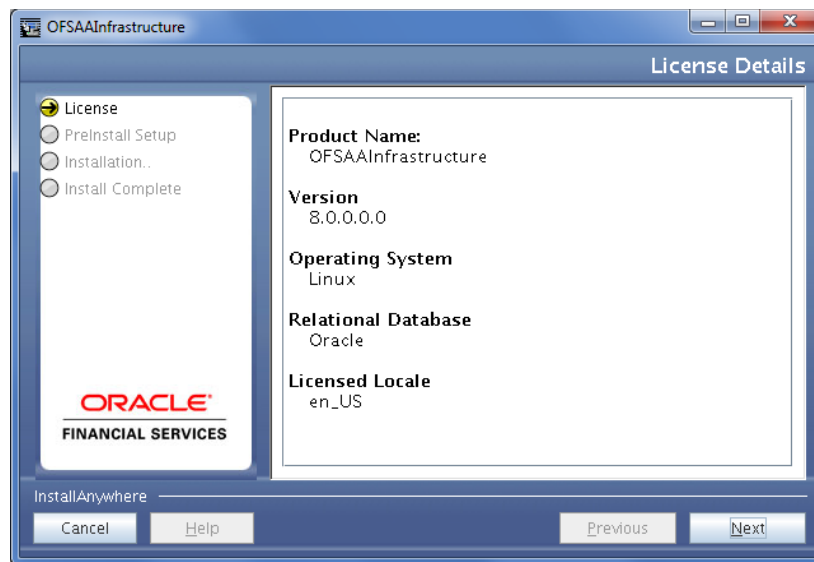 OFSAAInfrastructure
License Details
License
PreInstall Setup
Installation..
Install Complete
ORACLE
FINANCIAL SERVICES
Product Name:
OFSAAInfrastructure
Version
8.0.0.0.0
Operating System
Linux
Relational Database
Oracle
Licensed Locale
en_US
InstallAnywhere
Cancel
Help
Previous
Next